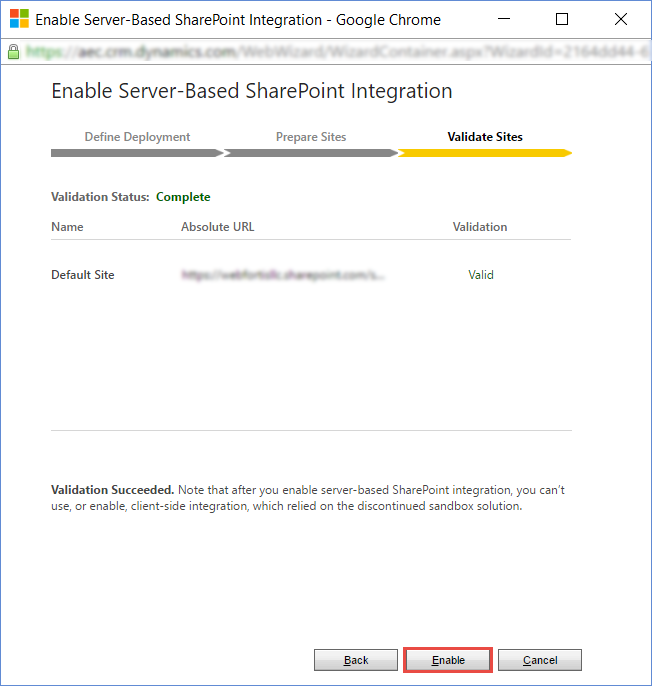 Enable Server-Based SharePoint Integration - Google Chrome
https://aec.crm.dynamics.com/WebWizard/WizardContainer.aspx?WizardId=2164dd44-6
Enable Server-Based SharePoint Integration
Define Deployment Prepare Sites Validate Sites
Validation Status: Complete
Name Absolute URL Validation
Default Site https://webfortisllc.sharepoint.com/s... Valid
Validation Succeeded. Note that after you enable server-based SharePoint integration, you can't
use, or enable, client-side integration, which relied on the discontinued sandbox solution.
Back Enable Cancel